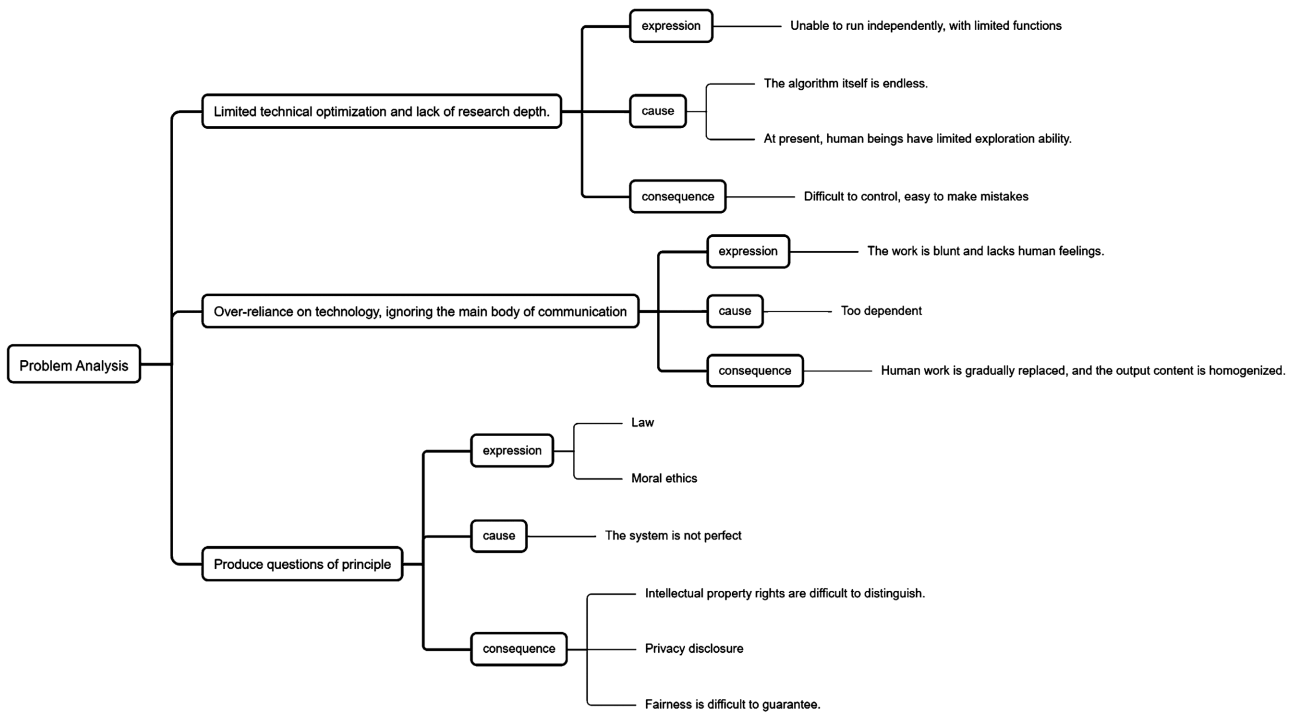 Problem Analysis
Limited technical optimization and lack of research depth.
expression
Unable to run independently, with limited functions
cause
The algorithm itself is endless.
At present, human beings have limited exploration ability.
consequence
Difficult to control, easy to make mistakes
Over-reliance on technology, ignoring the main body of communication
expression
The work is blunt and lacks human feelings.
cause
Too dependent
consequence
Human work is gradually replaced, and the output content is homogenized.
Produce questions of principle
expression
Law
Moral ethics
cause
The system is not perfect
consequence
Intellectual property rights are difficult to distinguish.
Privacy disclosure
Fairness is difficult to guarantee.